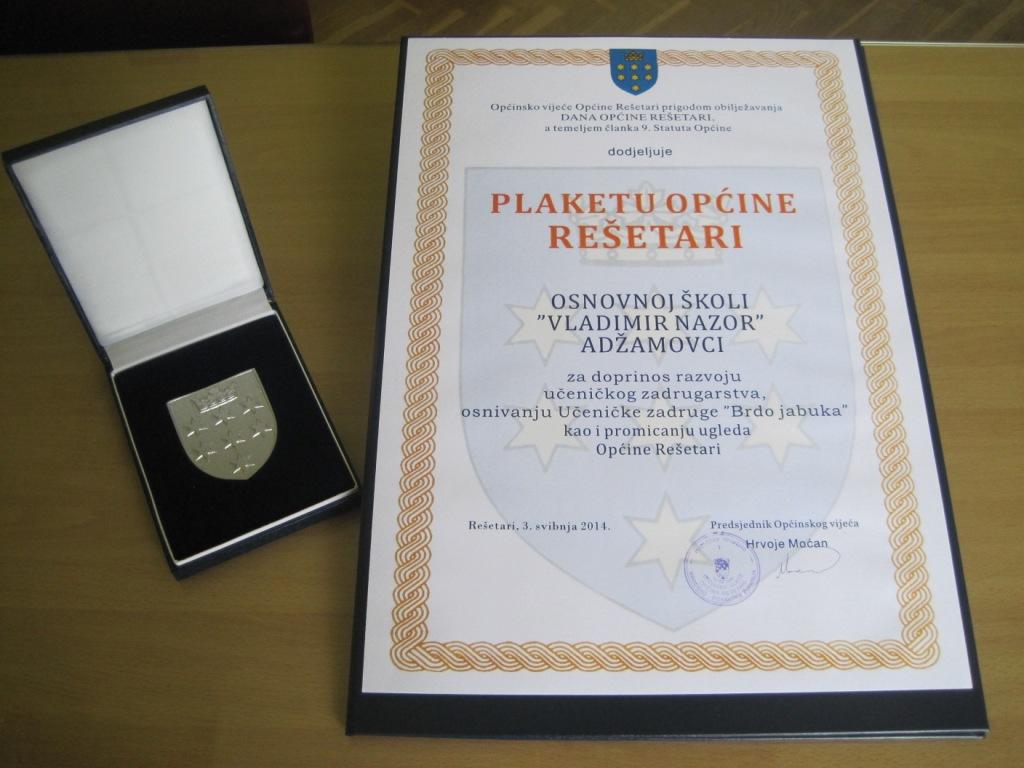 Općinsko vijeće Općine Rešetari prigodom obilježavanja
DANA OPĆINE REŠETARI,
a temeljem članka 9. Statuta Općine
dodjeljuje
PLAKETU OPĆINE
REŠETARI
OSNOVNOJ ŠKOLI
"VLADIMIR NAZOR"
ADŽAMOVCI
za doprinos razvoju
učeničkog zadrugarstva,
osnivanju Učeničke zadruge "Brdo jabuka"
kao i promicanju ugleda
Općine Rešetari
Rešetari, 3. svibnja 2014.
Predsjednik Općinskog vijeća
Hrvoje Moćan